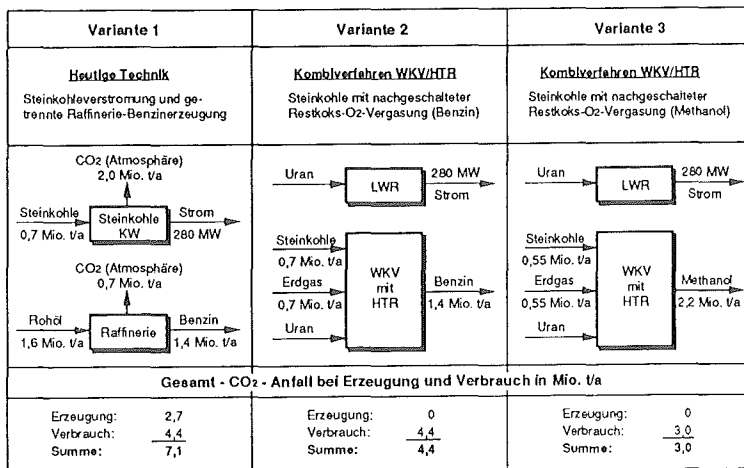 Variante 1
Heutige Technik
Steinkohleverstromung und ge-
trennte Raffinerie-Benzinerzeugung
CO2 (Atmosphäre)
2,0 Mio. t/a
Steinkohle
0,7 Mio. t/a
Steinkohle
KW
Strom
280 MW
CO2 (Atmosphäre)
0,7 Mio. t/a
Rohöl
1,6 Mio. t/a
Raffinerie
Benzin
1,4 Mio. t/a
Variante 2
Kombiverfahren WKV/HTR
Steinkohle mit nachgeschalteter
Restkoks-O2-Vergasung (Benzin)
Uran
LWR
280 MW
Strom
Steinkohle
0,7 Mio. t/a
Erdgas
0,7 Mio. t/a
Uran
WKV
mit
HTR
Benzin
1,4 Mio. t/a
Variante 3
Kombiverfahren WKV/HTR
Steinkohle mit nachgeschalteter
Restkoks-O2-Vergasung (Methanol)
Uran
LWR
280 MW
Strom
Steinkohle
0,55 Mio. t/a
Erdgas
0,55 Mio. t/a
Uran
WKV
mit
HTR
Methanol
2,2 Mio. t/a
Gesamt - CO2 - Anfall bei Erzeugung und Verbrauch in Mio. t/a
Erzeugung: 2,7
Verbrauch: 4,4
Summe: 7,1
Erzeugung: 0
Verbrauch: 4,4
Summe: 4,4
Erzeugung: 0
Verbrauch: 3,0
Summe: 3,0